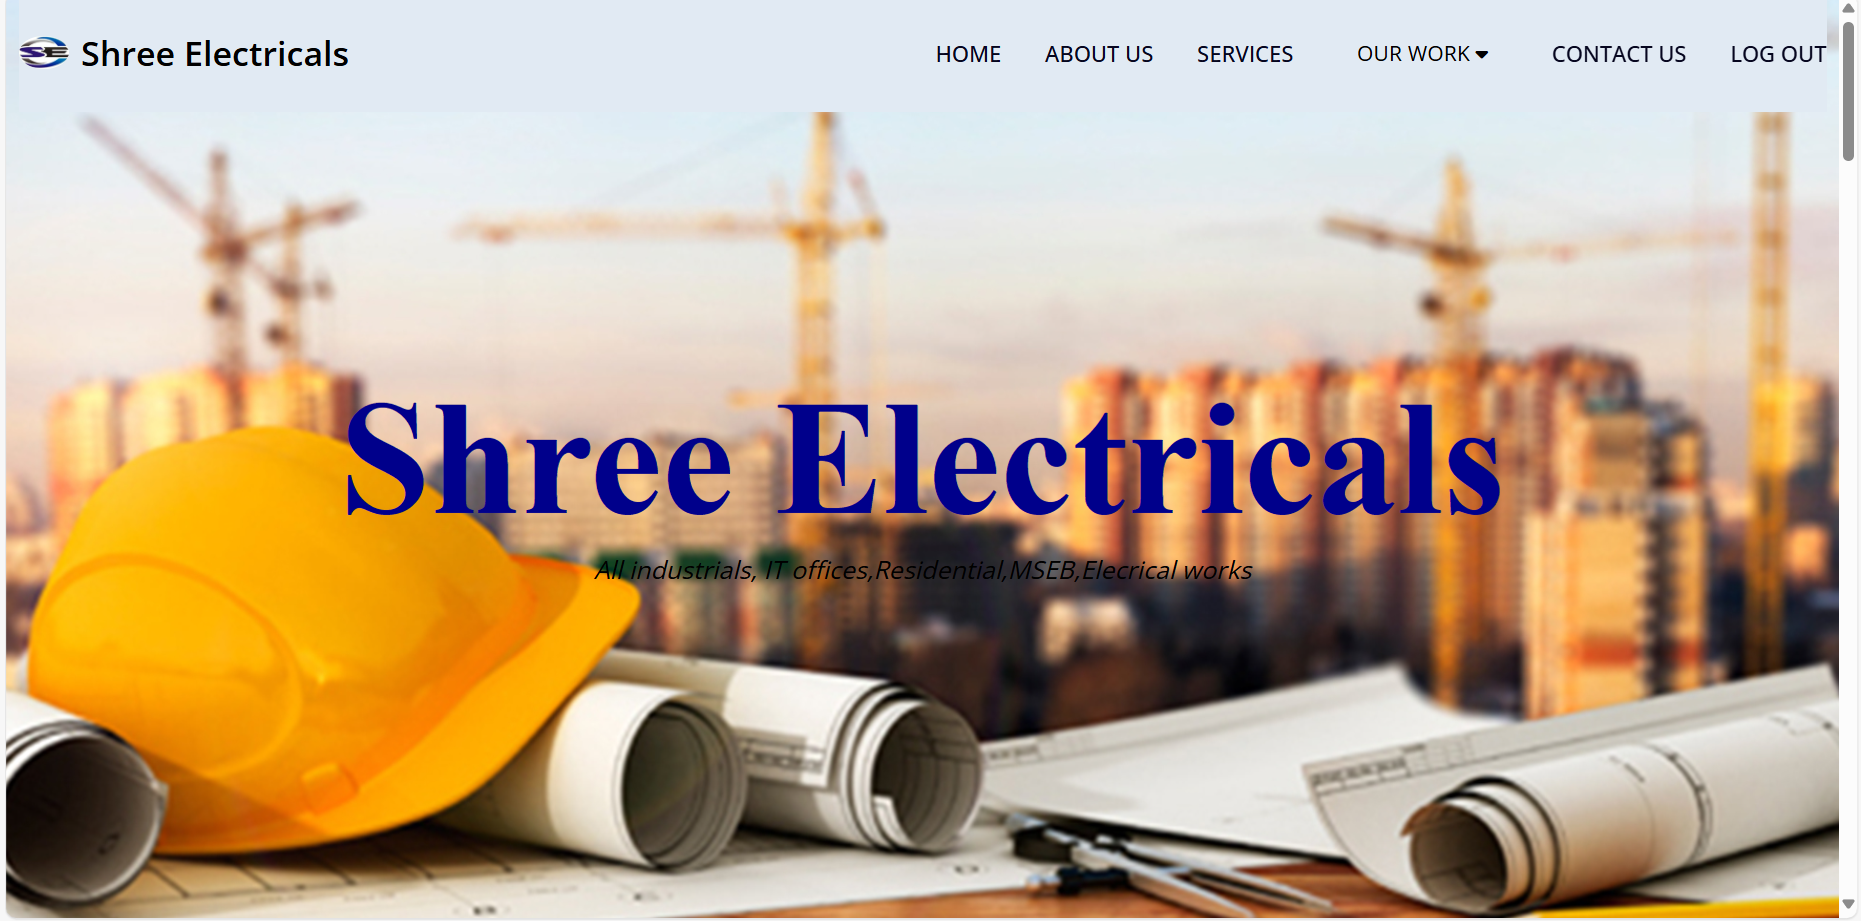 SE Shree Electricals
HOME ABOUT US SERVICES OUR WORK CONTACT US LOG OUT
Shree Electricals
All industrials, IT offices,Residential,MSEB,Elecrical works